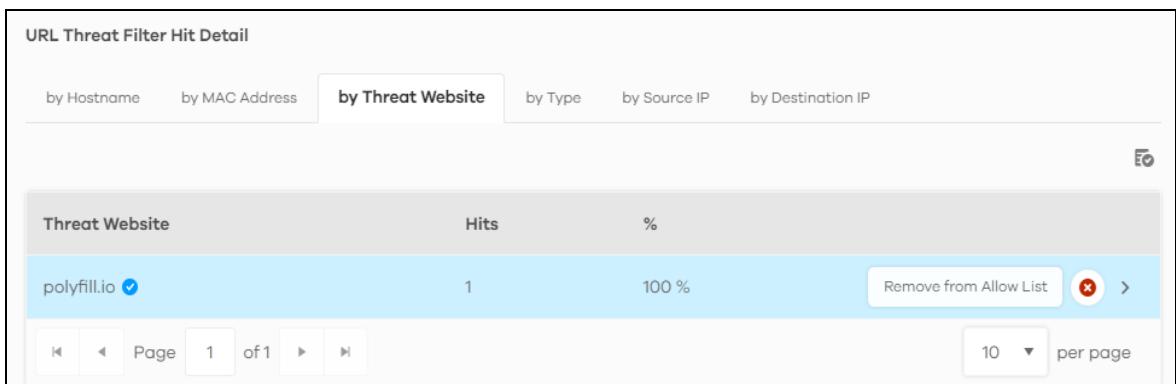 URL Threat Filter Hit Detail
by Hostname by MAC Address by Threat Website by Type by Source IP by Destination IP
Threat Website Hits %
polyfill.io 1 100 % Remove from Allow List
Page 1 of 1 10 per page